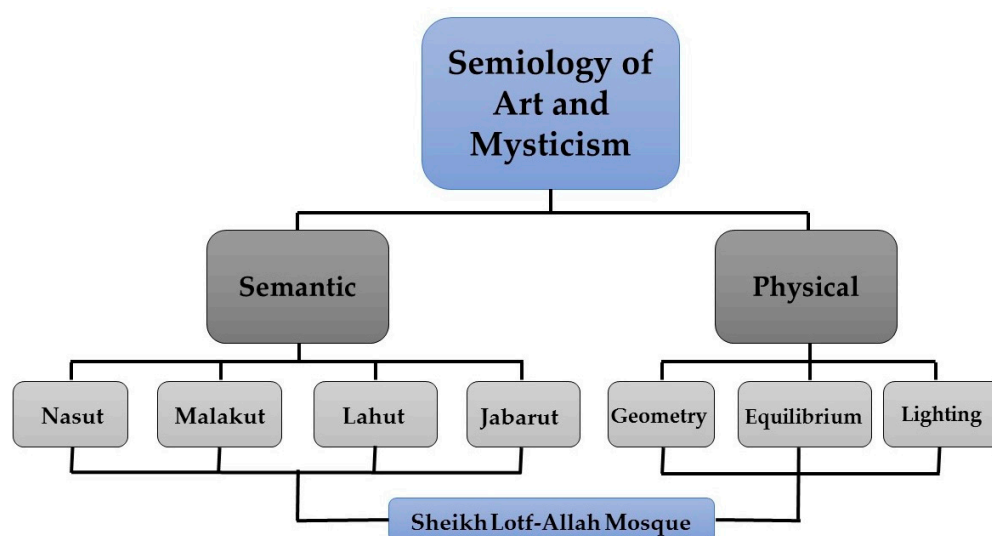 Semiology of
Art and
Mysticism
Semantic
Physical
Nasut
Malakut
Lahut
Jabarut
Geometry
Equilibrium
Lighting
Sheikh Lotf-Allah Mosque